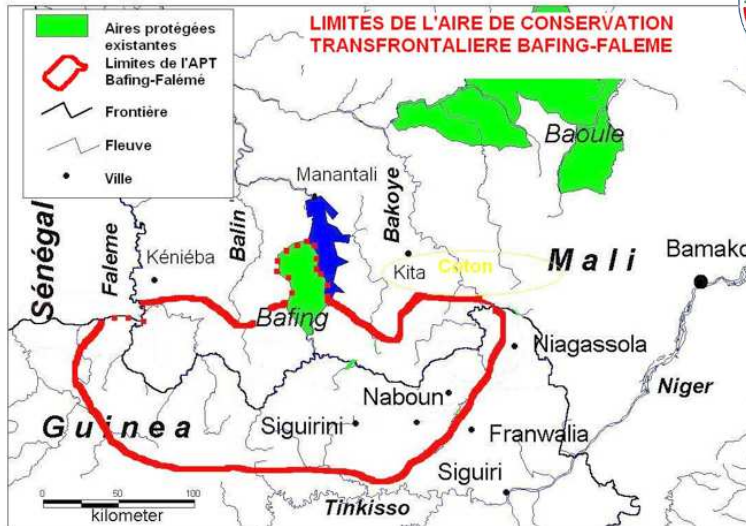 LIMITES DE L'AIRE DE CONSERVATION
TRANSFRONTALIERE BAFING-FALEME
Aires protégées
existantes
Limites de l'APT
Bafing-Falémé
Frontière
Fleuve
Ville
Baoule
Manantali
Sénégal
Faleme
Balin
Bakoye
Kéniéba
Kita
Coton
Mali
Bamako
Bafing
Niagassola
Naboun
Niger
Guinea
Siguirini
Franwalia
Siguiri
Tinkisso
0 50 100
kilometer